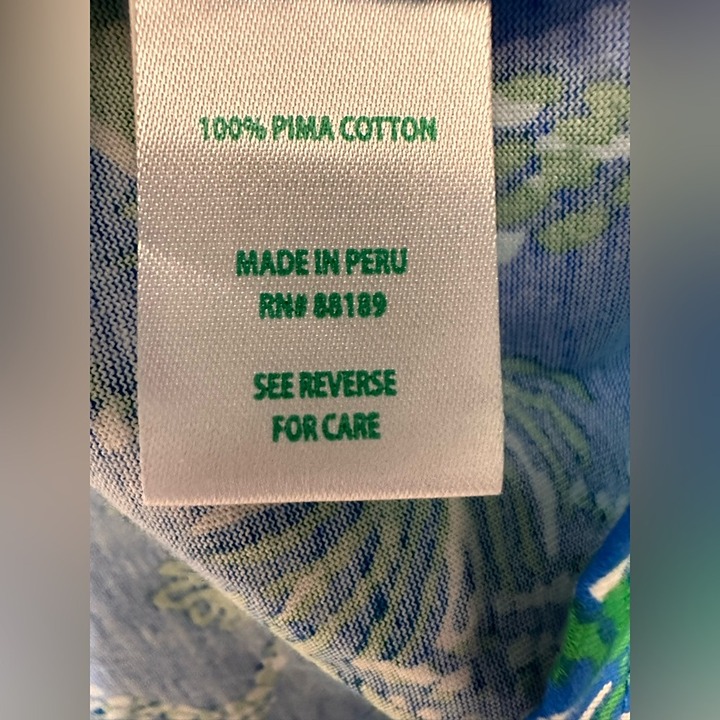 100% PIMA COTTON
MADE IN PERU
RN# 88189
SEE REVERSE
FOR CARE